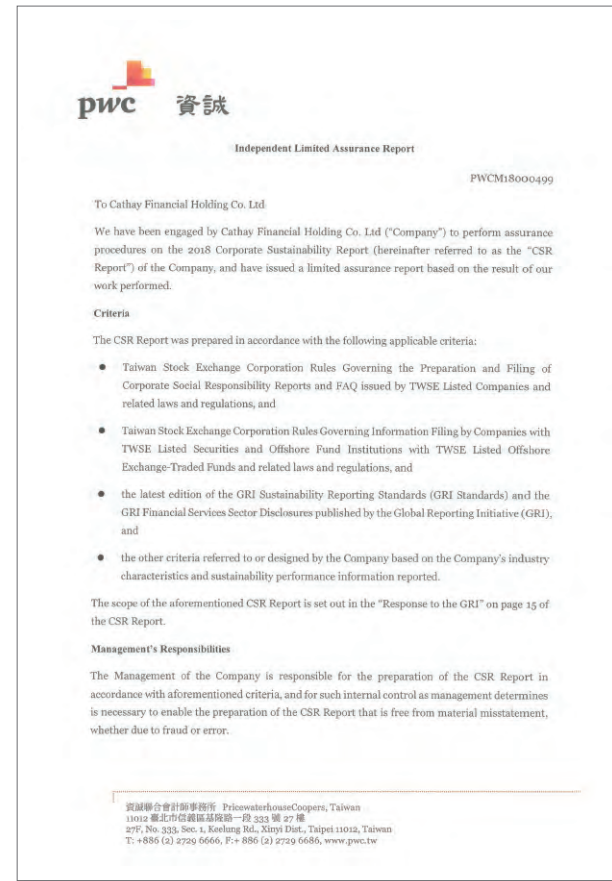 pwc 資誠
Independent Limited Assurance Report
PWCM18000499
To Cathay Financial Holding Co. Ltd
We have been engaged by Cathay Financial Holding Co. Ltd ("Company") to perform assurance
procedures on the 2018 Corporate Sustainability Report (hereinafter referred to as the "CSR
Report") of the Company, and have issued a limited assurance report based on the result of our
work performed.
Criteria
The CSR Report was prepared in accordance with the following applicable criteria:
● Taiwan Stock Exchange Corporation Rules Governing the Preparation and Filing of
Corporate Social Responsibility Reports and FAQ issued by TWSE Listed Companies and
related laws and regulations, and
● Taiwan Stock Exchange Corporation Rules Governing Information Filing by Companies with
TWSE Listed Securities and Offshore Fund Institutions with TWSE Listed Offshore
Exchange-Traded Funds and related laws and regulations, and
● the latest edition of the GRI Sustainability Reporting Standards (GRI Standards) and the
GRI Financial Services Sector Disclosures published by the Global Reporting Initiative (GRI),
and
● the other criteria referred to or designed by the Company based on the Company's industry
characteristics and sustainability performance information reported.
The scope of the aforementioned CSR Report is set out in the "Response to the GRI" on page 15 of
the CSR Report.
Management's Responsibilities
The Management of the Company is responsible for the preparation of the CSR Report in
accordance with aforementioned criteria, and for such internal control as management determines
is necessary to enable the preparation of the CSR Report that is free from material misstatement,
whether due to fraud or error.
資誠聯合會計師事務所 PricewaterhouseCoopers, Taiwan
11012 臺北市信義區基隆路一段 333 號 27 樓
27F, No. 333, Sec. 1, Keelung Rd., Xinyi Dist., Taipei 11012, Taiwan
T: +886 (2) 2729 6666, F:+ 886 (2) 2729 6686, www.pwc.tw